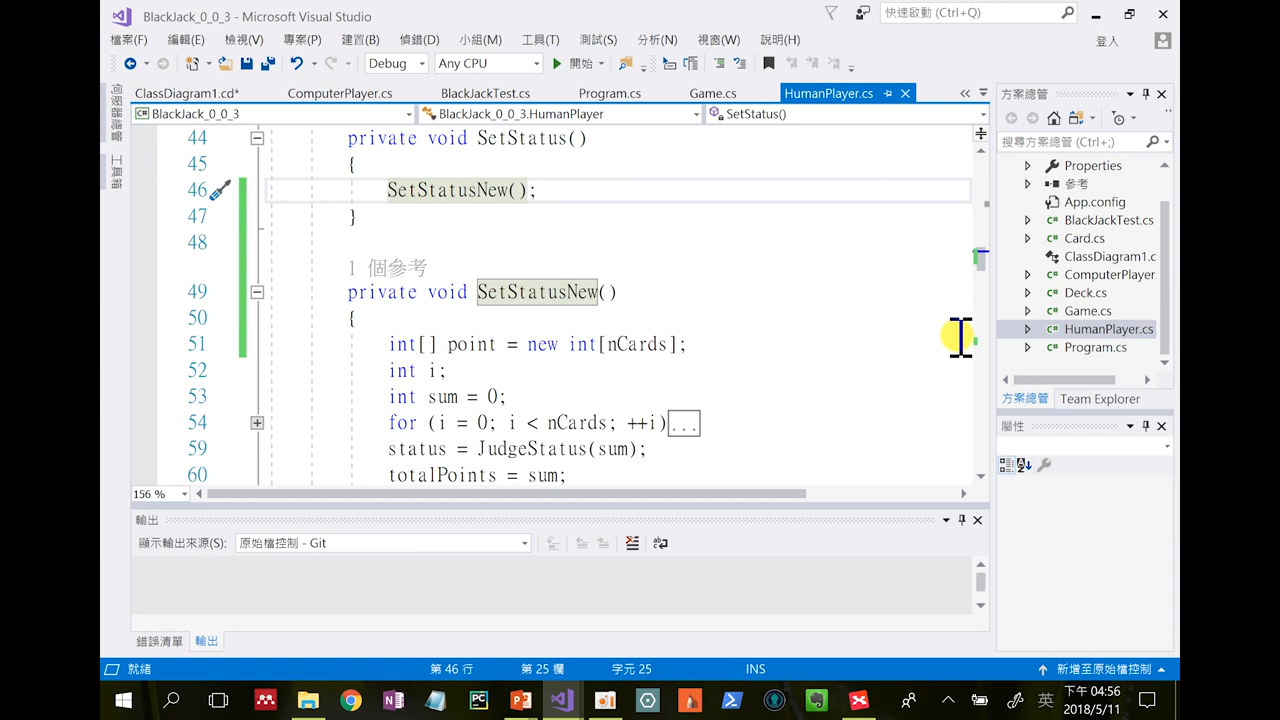 BlackJack_0_0_3 - Microsoft Visual Studio
快速啟動 (Ctrl+Q)
檔案(F) 編輯(E) 檢視(V) 專案(P) 建置(B) 偵錯(D) 小組(M) 工具(T) 測試(S) 分析(N) 視窗(W) 說明(H)
登入
Debug Any CPU 開始
伺服器總管
工具箱
ClassDiagram1.cd* ComputerPlayer.cs BlackJackTest.cs Program.cs Game.cs HumanPlayer.cs
BlackJack_0_0_3 BlackJack_0_0_3.HumanPlayer SetStatus()
44 private void SetStatus()
45 {
46 SetStatusNew();
47 }
48
1 個參考
49 private void SetStatusNew()
50 {
51 int[] point = new int[nCards];
52 int i;
53 int sum = 0;
54 for (i = 0; i < nCards; ++i)...
59 status = JudgeStatus(sum);
60 totalPoints = sum;
156 %
輸出
顯示輸出來源(S): 原始檔控制 - Git
錯誤清單 輸出
方案總管
搜尋方案總管 (Ctrl+;)
Properties
參考
App.config
BlackJackTest.cs
Card.cs
ClassDiagram1.c
ComputerPlayer.
Deck.cs
Game.cs
HumanPlayer.cs
Program.cs
方案總管 Team Explorer
屬性
就緒 第 46 行 第 25 欄 字元 25 INS 新增至原始檔控制
英
下午 04:56
2018/5/11